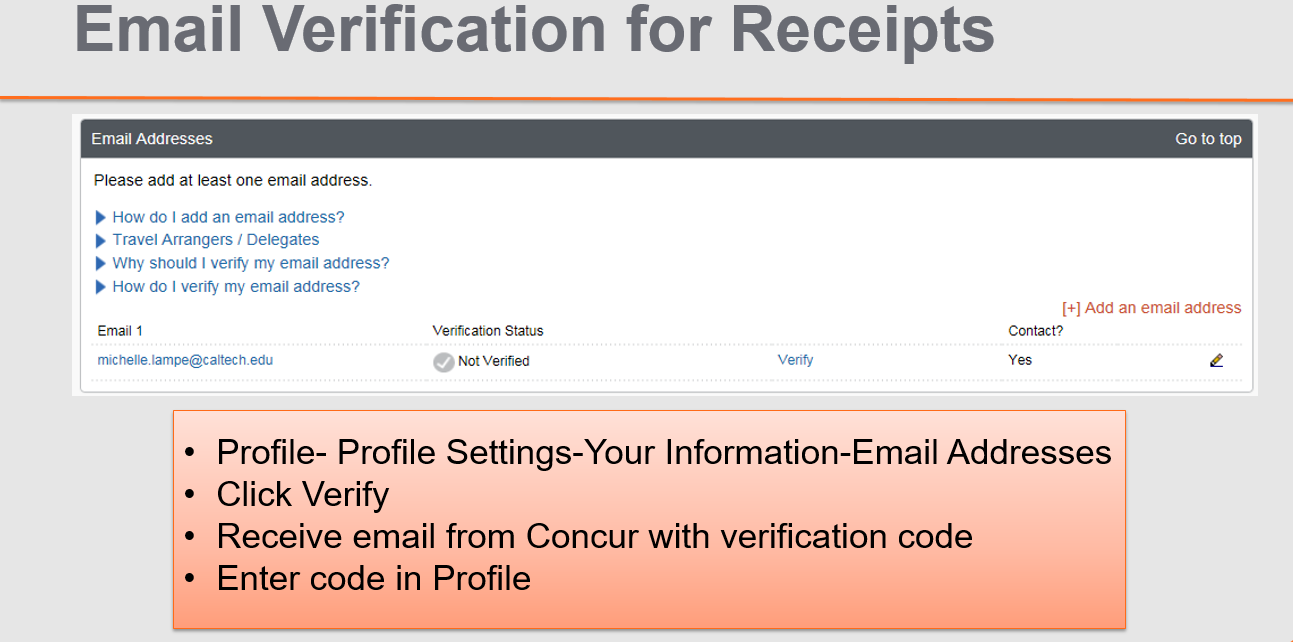 Email Verification for Receipts
Email Addresses Go to top
Please add at least one email address.
How do I add an email address?
Travel Arrangers / Delegates
Why should I verify my email address?
How do I verify my email address?
[+] Add an email address
Email 1 Verification Status Contact?
michelle.lampe@caltech.edu Not Verified Verify Yes
• Profile- Profile Settings-Your Information-Email Addresses
• Click Verify
• Receive email from Concur with verification code
• Enter code in Profile